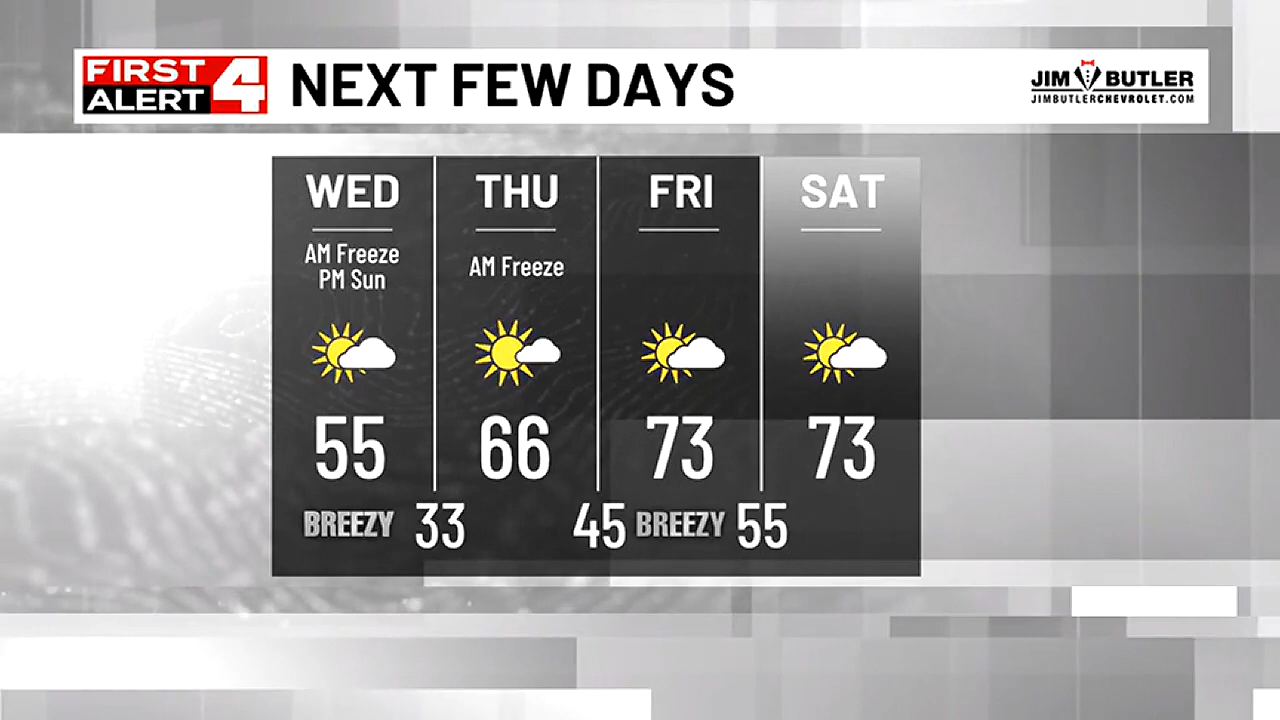 FIRST
ALERT 4
NEXT FEW DAYS
JIM BUTLER
JIMBUTLERCHEVROLET.COM
WED THU FRI SAT
AM Freeze
PM Sun
AM Freeze
55 66 73 73
BREEZY 33 45 BREEZY 55